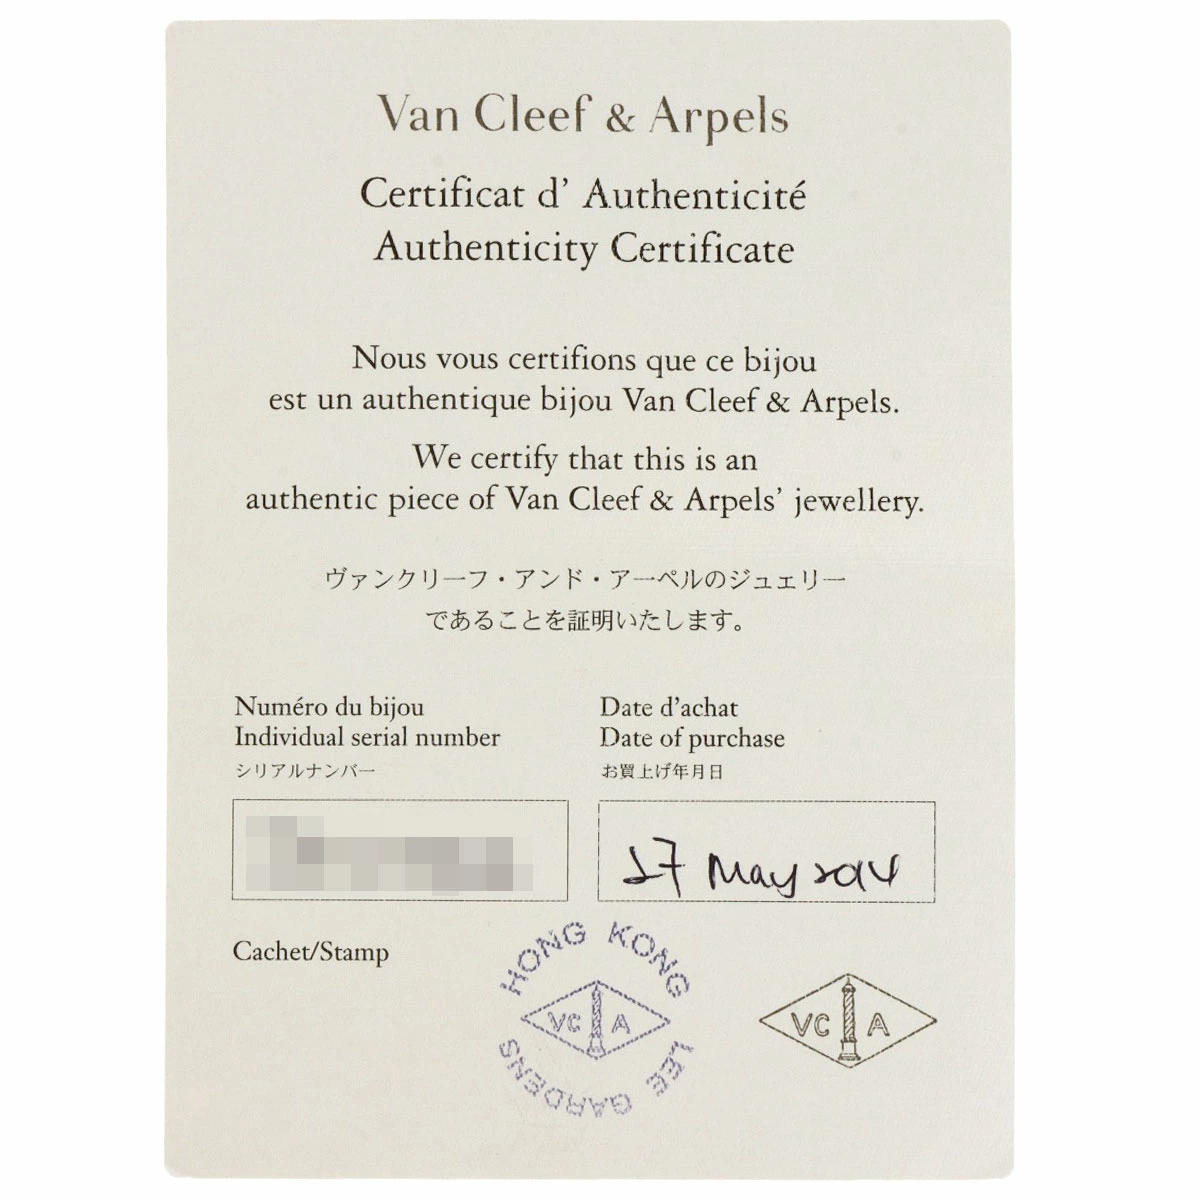 Van Cleef & Arpels
Certificat d' Authenticité
Authenticity Certificate
Nous vous certifions que ce bijou
est un authentique bijou Van Cleef & Arpels.
We certify that this is an
authentic piece of Van Cleef & Arpels' jewellery.
ヴァンクリーフ・アンド・アーペルのジュエリー
であることを証明いたします。
Numéro du bijou
Individual serial number
シリアルナンバー
Date d'achat
Date of purchase
お買上げ年月日
27 May 2014
Cachet/Stamp
HONG KONG
VC A
LEE GARDENS
VC A